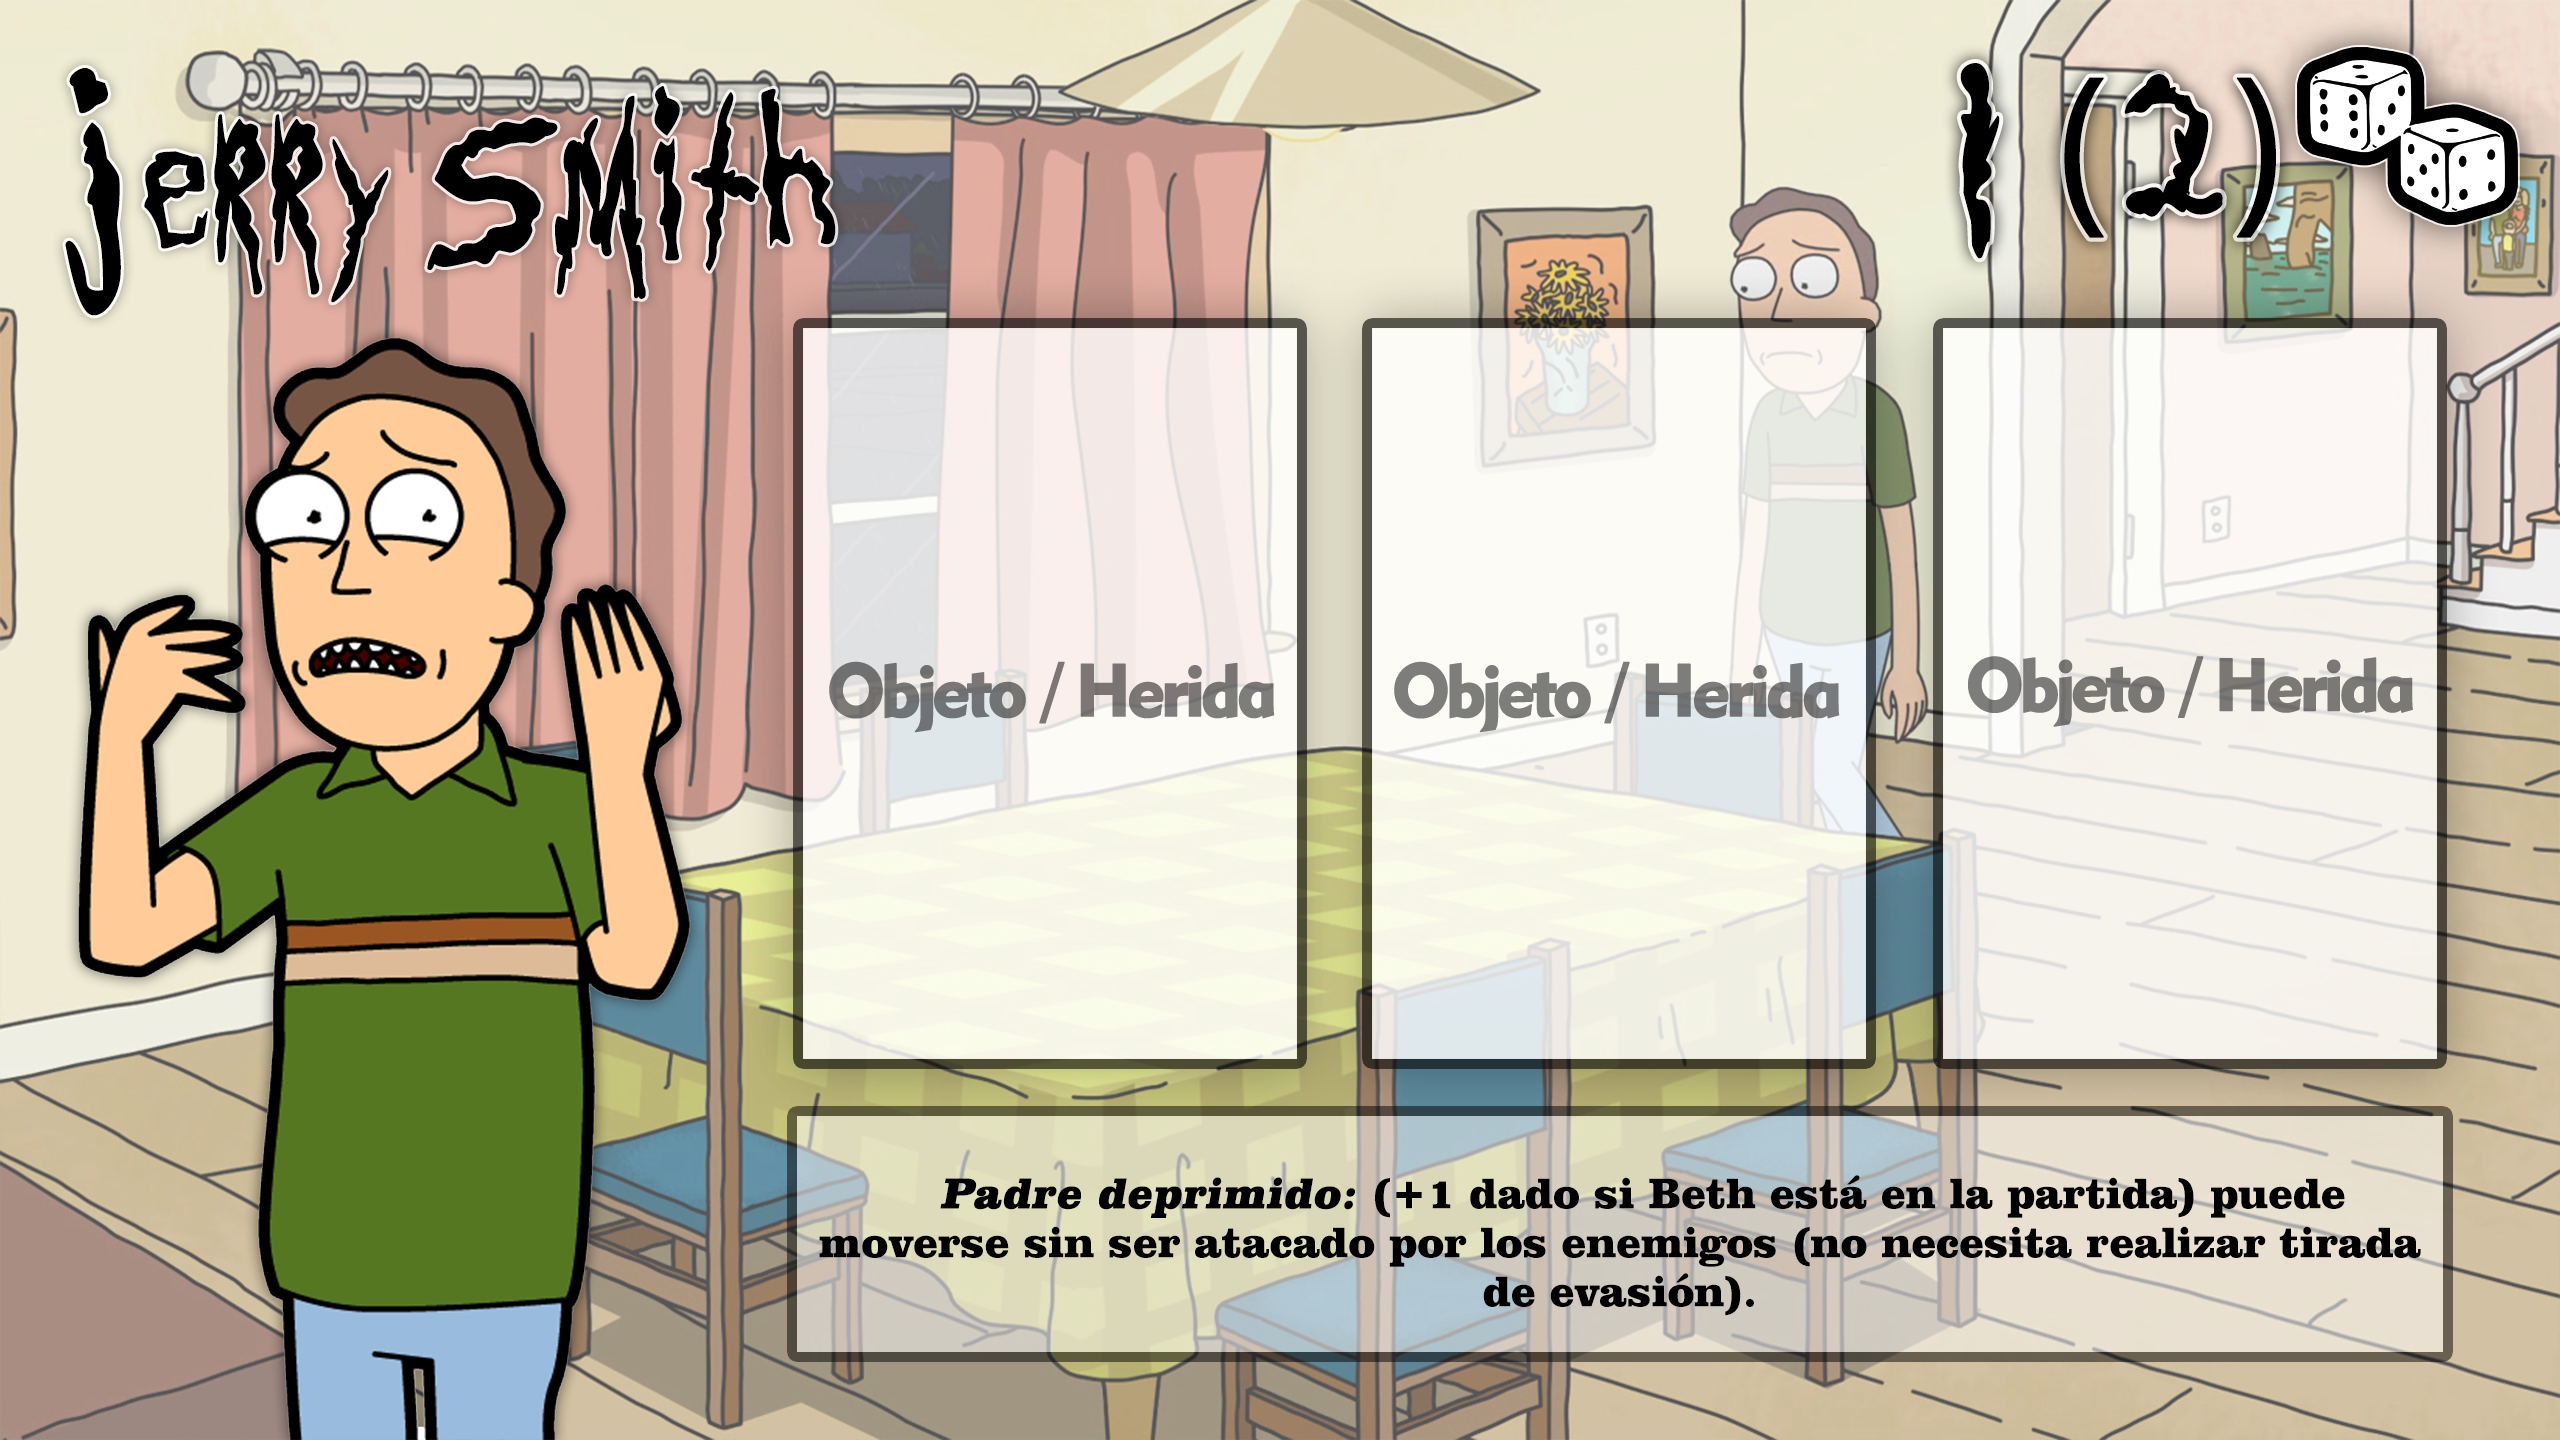 Jerry Smith
1 (2)
Objeto / Herida
Objeto / Herida
Objeto / Herida
Padre deprimido: (+1 dado si Beth está en la partida) puede
moverse sin ser atacado por los enemigos (no necesita realizar tirada
de evasión).